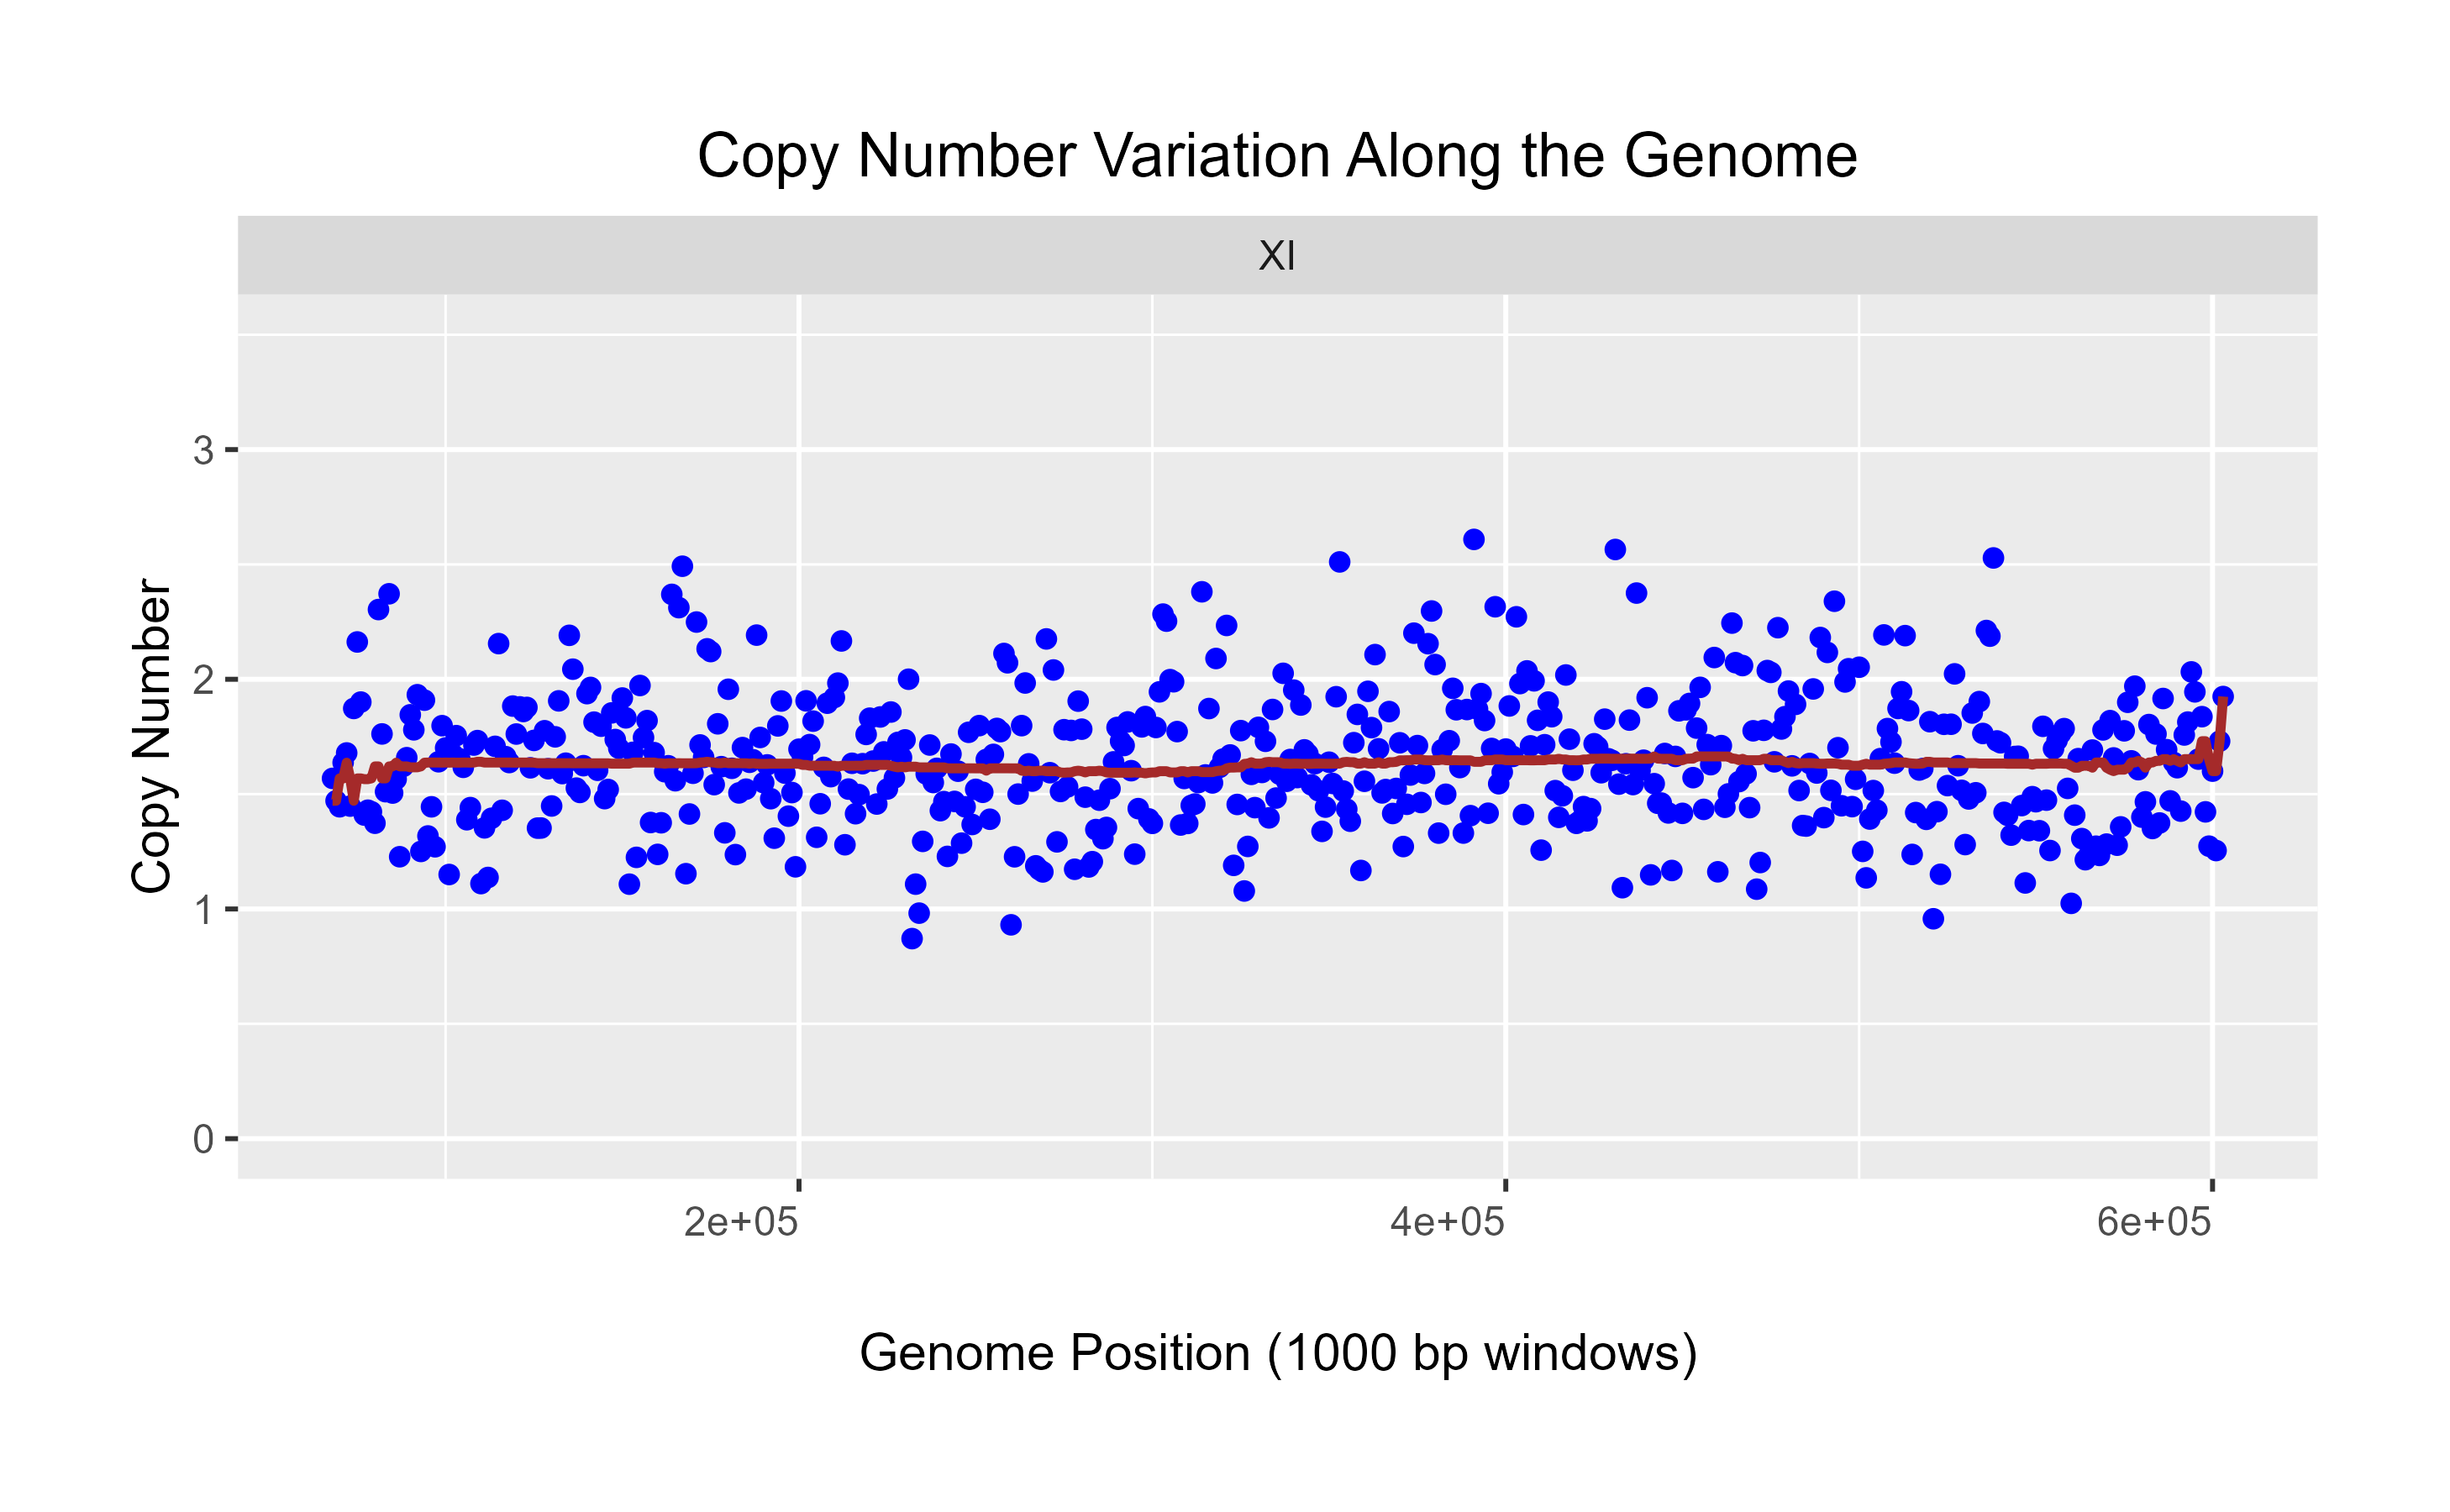 Copy Number Variation Along the Genome
XI
Copy Number
3
2
1
0
2e+05
4e+05
6e+05
Genome Position (1000 bp windows)